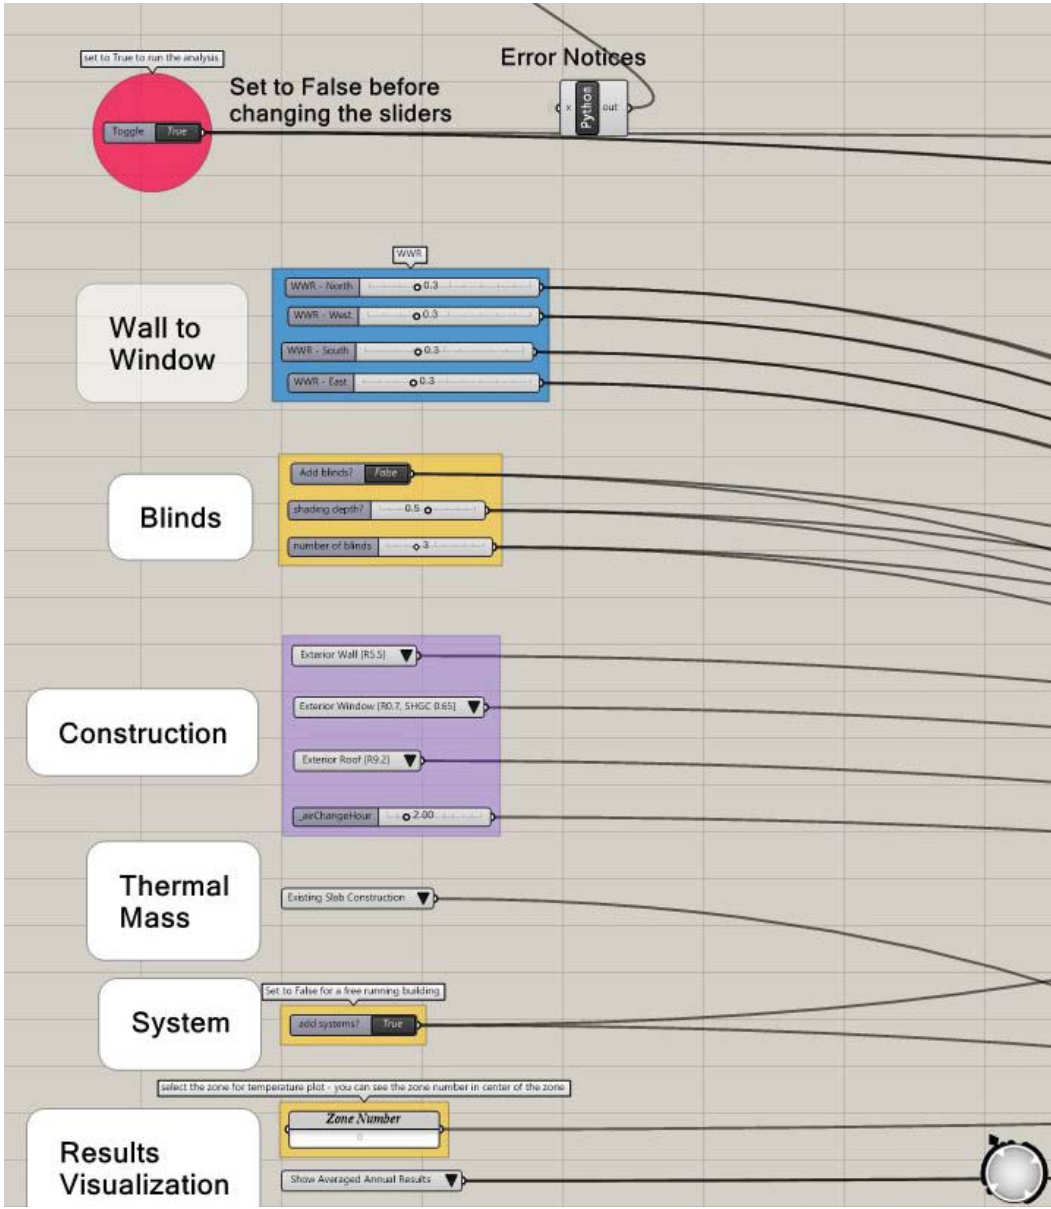 set to True to run the analysis
Set to False before
changing the sliders
Toggle True
Error Notices
x Python out
WWR
Wall to
Window
WWR - North 0.3
WWR - West 0.3
WWR - South 0.3
WWR - East 0.3
Blinds
Add blinds? False
shading depth? 0.5
number of blinds 3
Construction
Exterior Wall [R5.5]
Exterior Window [R0.7, SHGC 0.65]
Exterior Roof [R9.2]
_airChangeHour 2.00
Thermal
Mass
Existing Slab Construction
System
Set to False for a free running building
add systems? True
select the zone for temperature plot - you can see the zone number in center of the zone
Zone Number
0
Results
Visualization
Show Averaged Annual Results